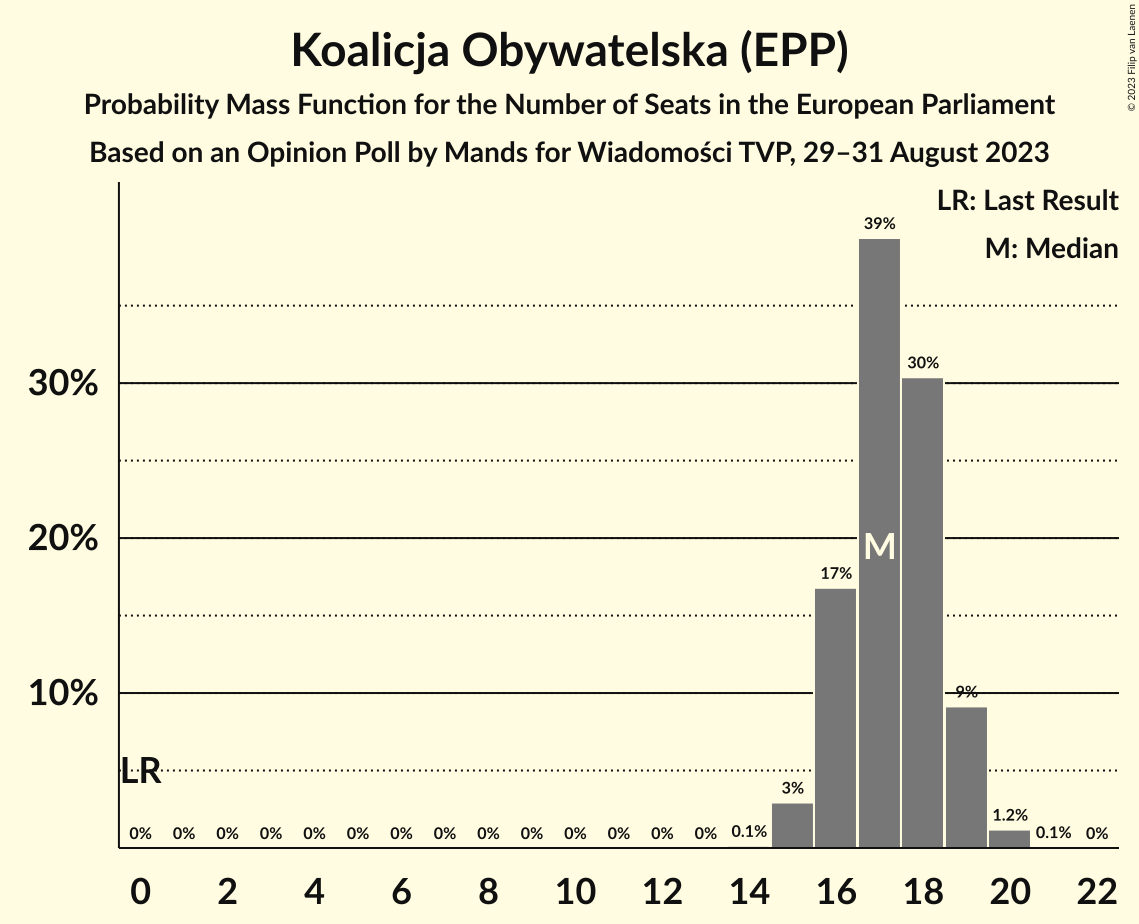 Koalicja Obywatelska (EPP)
Probability Mass Function for the Number of Seats in the European Parliament
Based on an Opinion Poll by Mands for Wiadomości TVP, 29–31 August 2023
© 2023 Filip van Laenen
LR: Last Result
M: Median
39%
30%
30%
20%
M
17%
10%
9%
LR
3%
1.2%
0% 0% 0% 0% 0% 0% 0% 0% 0% 0% 0% 0% 0% 0% 0.1% 0.1% 0%
0 2 4 6 8 10 12 14 16 18 20 22